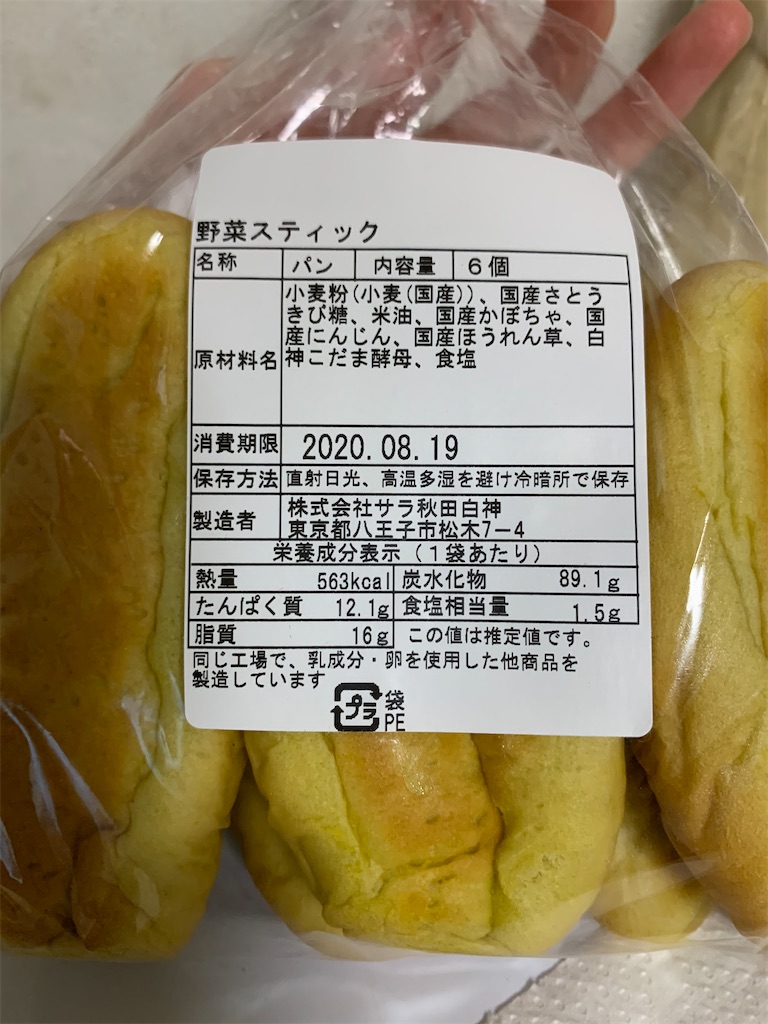 野菜スティック
名称 パン 内容量 6個
原材料名 小麦粉(小麦(国産))、国産さとう
きび糖、米油、国産かぼちゃ、国
産にんじん、国産ほうれん草、白
神こだま酵母、食塩
消費期限 2020.08.19
保存方法 直射日光、高温多湿を避け冷暗所で保存
製造者 株式会社サラ秋田白神
東京都八王子市松木7-4
栄養成分表示(1袋あたり)
熱量 563kcal 炭水化物 89.1g
たんぱく質 12.1g 食塩相当量 1.5g
脂質 16g この値は推定値です。
同じ工場で、乳成分・卵を使用した他商品を
製造しています
プラ 袋
PE